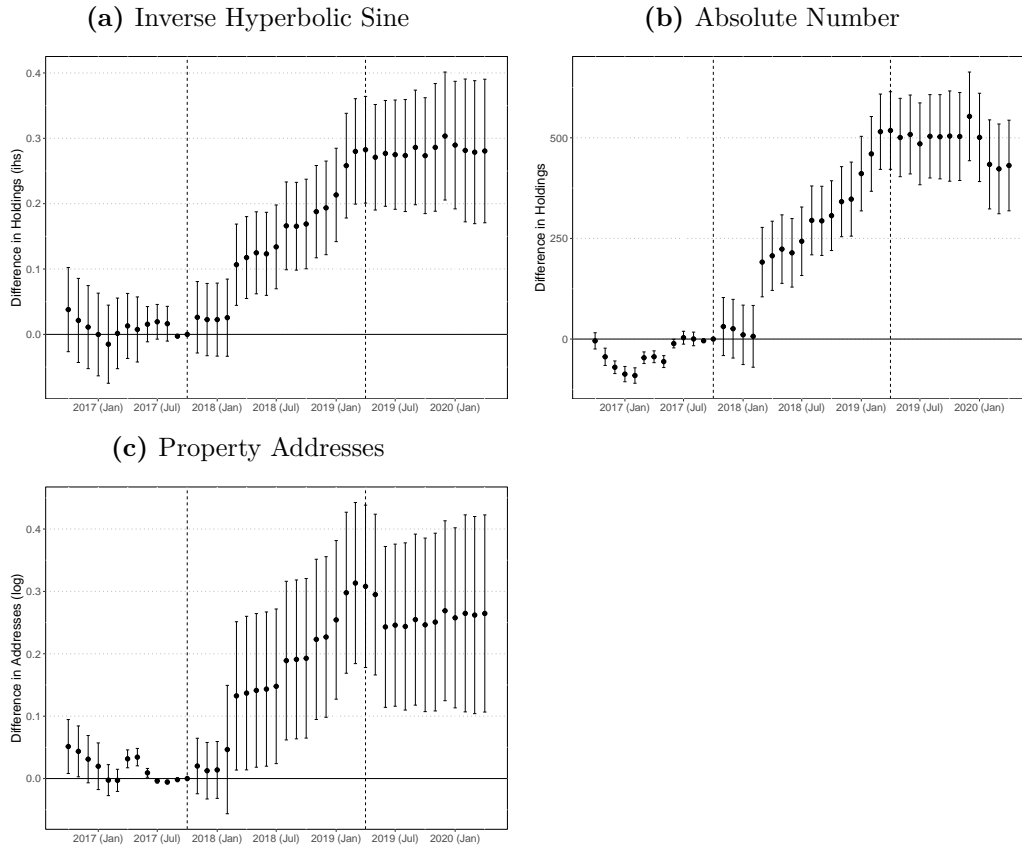 (a) Inverse Hyperbolic Sine
Difference in Holdings (ihs)
0.4
0.3
0.2
0.1
0.0
2017 (Jan) 2017 (Jul) 2018 (Jan) 2018 (Jul) 2019 (Jan) 2019 (Jul) 2020 (Jan)
(b) Absolute Number
Difference in Holdings
500
250
0
2017 (Jan) 2017 (Jul) 2018 (Jan) 2018 (Jul) 2019 (Jan) 2019 (Jul) 2020 (Jan)
(c) Property Addresses
Difference in Addresses (log)
0.4
0.3
0.2
0.1
0.0
2017 (Jan) 2017 (Jul) 2018 (Jan) 2018 (Jul) 2019 (Jan) 2019 (Jul) 2020 (Jan)